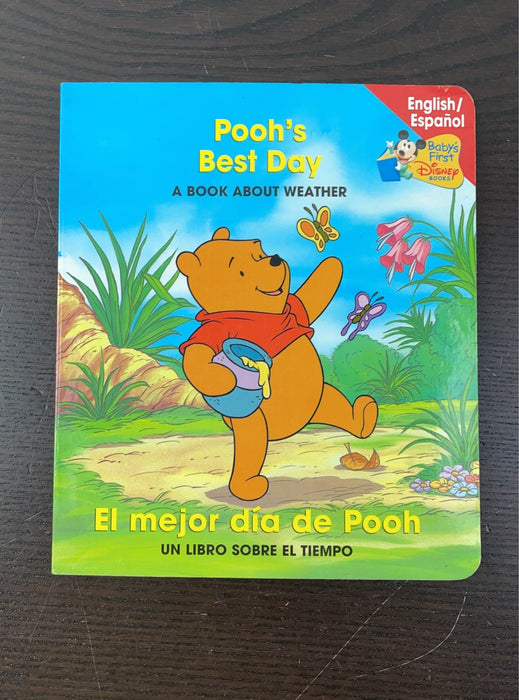 English/
Español
Baby's
First
Disney
BOOKS
Pooh's
Best Day
A BOOK ABOUT WEATHER
El mejor día de Pooh
UN LIBRO SOBRE EL TIEMPO